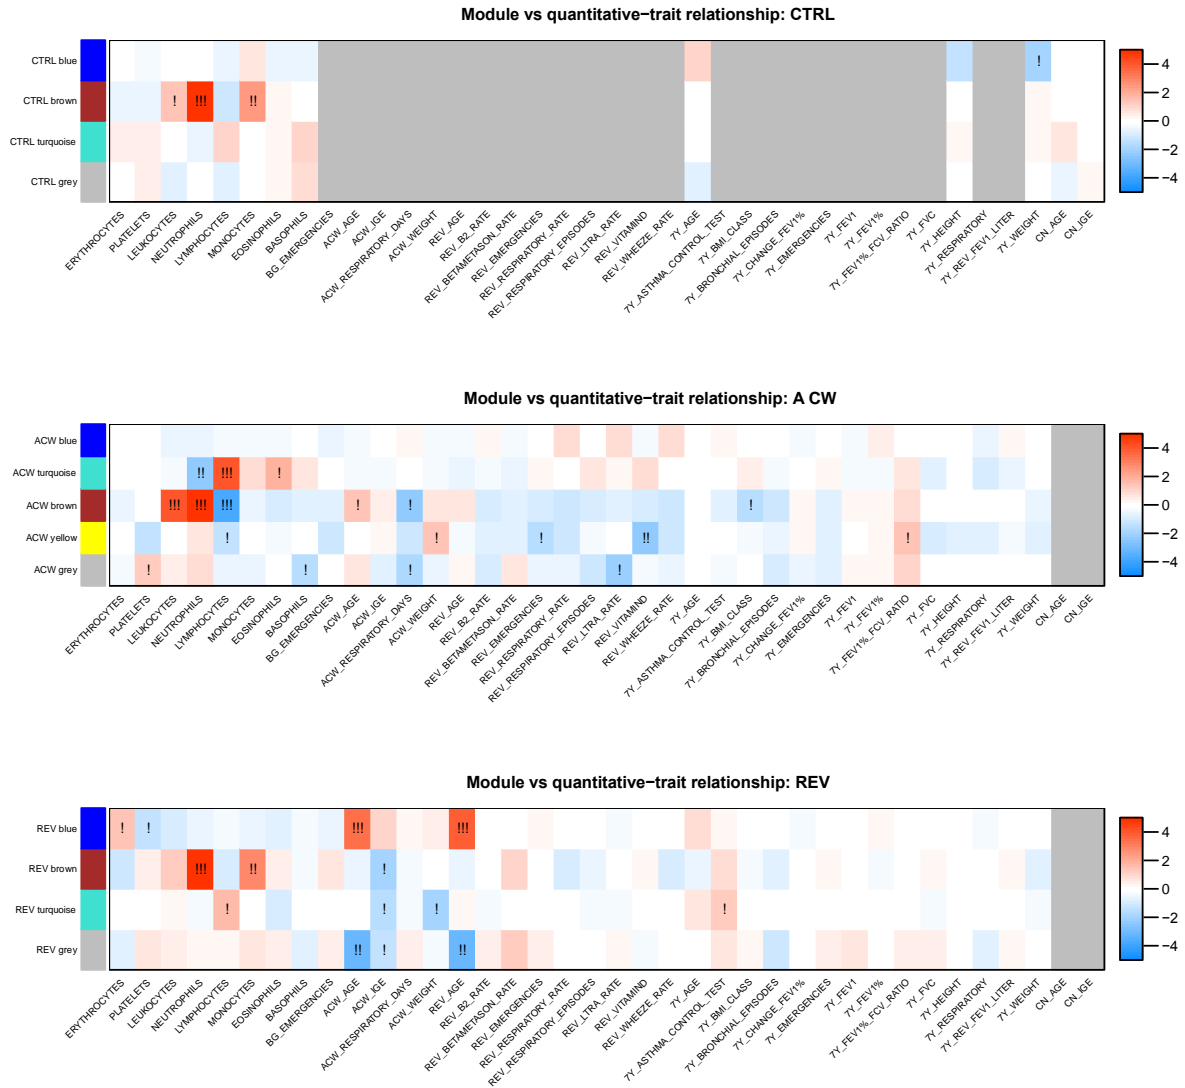 Module vs quantitative−trait relationship: CTRL
CTRL blue
!
CTRL brown
! !!! !!
CTRL turquoise
CTRL grey
4
2
0
−2
−4
ERYTHROCYTES
PLATELETS
LEUKOCYTES
NEUTROPHILS
LYMPHOCYTES
MONOCYTES
EOSINOPHILS
BASOPHILS
BG_EMERGENCIES
ACW_AGE
ACW_IGE
ACW_RESPIRATORY_DAYS
ACW_WEIGHT
REV_AGE
REV_B2_RATE
REV_BETAMETASON_RATE
REV_EMERGENCIES
REV_RESPIRATORY_RATE
REV_RESPIRATORY_EPISODES
REV_LTRA_RATE
REV_VITAMIND
REV_WHEEZE_RATE
7Y_AGE
7Y_ASTHMA_CONTROL_TEST
7Y_BMI_CLASS
7Y_BRONCHIAL_EPISODES
7Y_CHANGE_FEV1%
7Y_EMERGENCIES
7Y_FEV1
7Y_FEV1%
7Y_FEV1%_FCV_RATIO
7Y_FVC
7Y_HEIGHT
7Y_RESPIRATORY
7Y_REV_FEV1_LITER
7Y_WEIGHT
CN_AGE
CN_IGE
Module vs quantitative−trait relationship: A CW
ACW blue
ACW turquoise
!! !!! !
ACW brown
!!! !!! !!! ! ! !
ACW yellow
! ! ! !! !
ACW grey
! ! ! !
4
2
0
−2
−4
ERYTHROCYTES
PLATELETS
LEUKOCYTES
NEUTROPHILS
LYMPHOCYTES
MONOCYTES
EOSINOPHILS
BASOPHILS
BG_EMERGENCIES
ACW_AGE
ACW_IGE
ACW_RESPIRATORY_DAYS
ACW_WEIGHT
REV_AGE
REV_B2_RATE
REV_BETAMETASON_RATE
REV_EMERGENCIES
REV_RESPIRATORY_RATE
REV_RESPIRATORY_EPISODES
REV_LTRA_RATE
REV_VITAMIND
REV_WHEEZE_RATE
7Y_AGE
7Y_ASTHMA_CONTROL_TEST
7Y_BMI_CLASS
7Y_BRONCHIAL_EPISODES
7Y_CHANGE_FEV1%
7Y_EMERGENCIES
7Y_FEV1
7Y_FEV1%
7Y_FEV1%_FCV_RATIO
7Y_FVC
7Y_HEIGHT
7Y_RESPIRATORY
7Y_REV_FEV1_LITER
7Y_WEIGHT
CN_AGE
CN_IGE
Module vs quantitative−trait relationship: REV
REV blue
! ! !!! !!!
REV brown
!!! !! !
REV turquoise
! ! ! !
REV grey
!! ! !!
4
2
0
−2
−4
ERYTHROCYTES
PLATELETS
LEUKOCYTES
NEUTROPHILS
LYMPHOCYTES
MONOCYTES
EOSINOPHILS
BASOPHILS
BG_EMERGENCIES
ACW_AGE
ACW_IGE
ACW_RESPIRATORY_DAYS
ACW_WEIGHT
REV_AGE
REV_B2_RATE
REV_BETAMETASON_RATE
REV_EMERGENCIES
REV_RESPIRATORY_RATE
REV_RESPIRATORY_EPISODES
REV_LTRA_RATE
REV_VITAMIND
REV_WHEEZE_RATE
7Y_AGE
7Y_ASTHMA_CONTROL_TEST
7Y_BMI_CLASS
7Y_BRONCHIAL_EPISODES
7Y_CHANGE_FEV1%
7Y_EMERGENCIES
7Y_FEV1
7Y_FEV1%
7Y_FEV1%_FCV_RATIO
7Y_FVC
7Y_HEIGHT
7Y_RESPIRATORY
7Y_REV_FEV1_LITER
7Y_WEIGHT
CN_AGE
CN_IGE